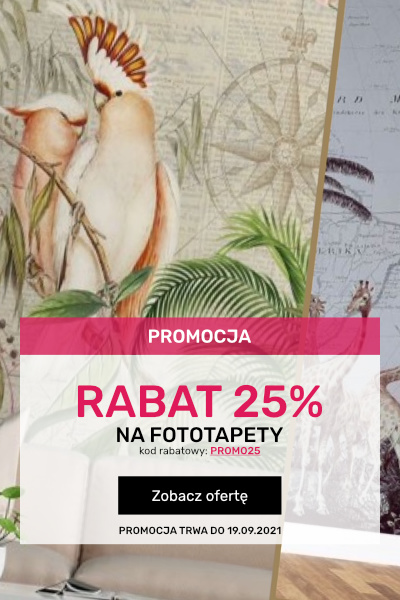 PROMOCJA
RABAT 25%
NA FOTOTAPETY
kod rabatowy: PROMO25
Zobacz ofertę
PROMOCJA TRWA DO 19.09.2021